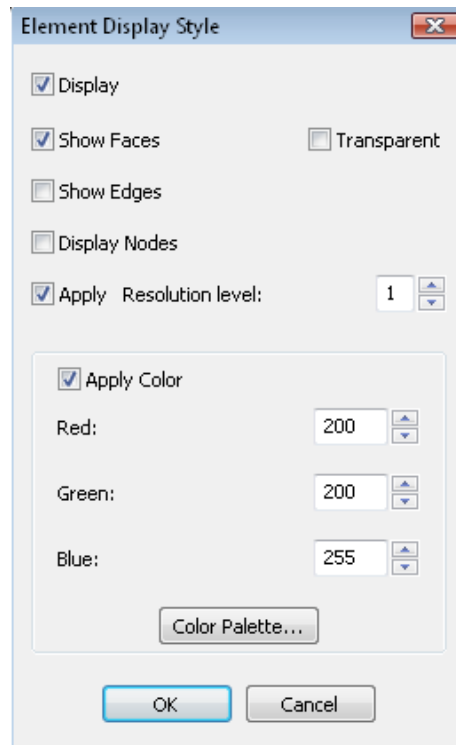 Element Display Style
Display
Show Faces Transparent
Show Edges
Display Nodes
Apply Resolution level: 1
Apply Color
Red: 200
Green: 200
Blue: 255
Color Palette...
OK Cancel